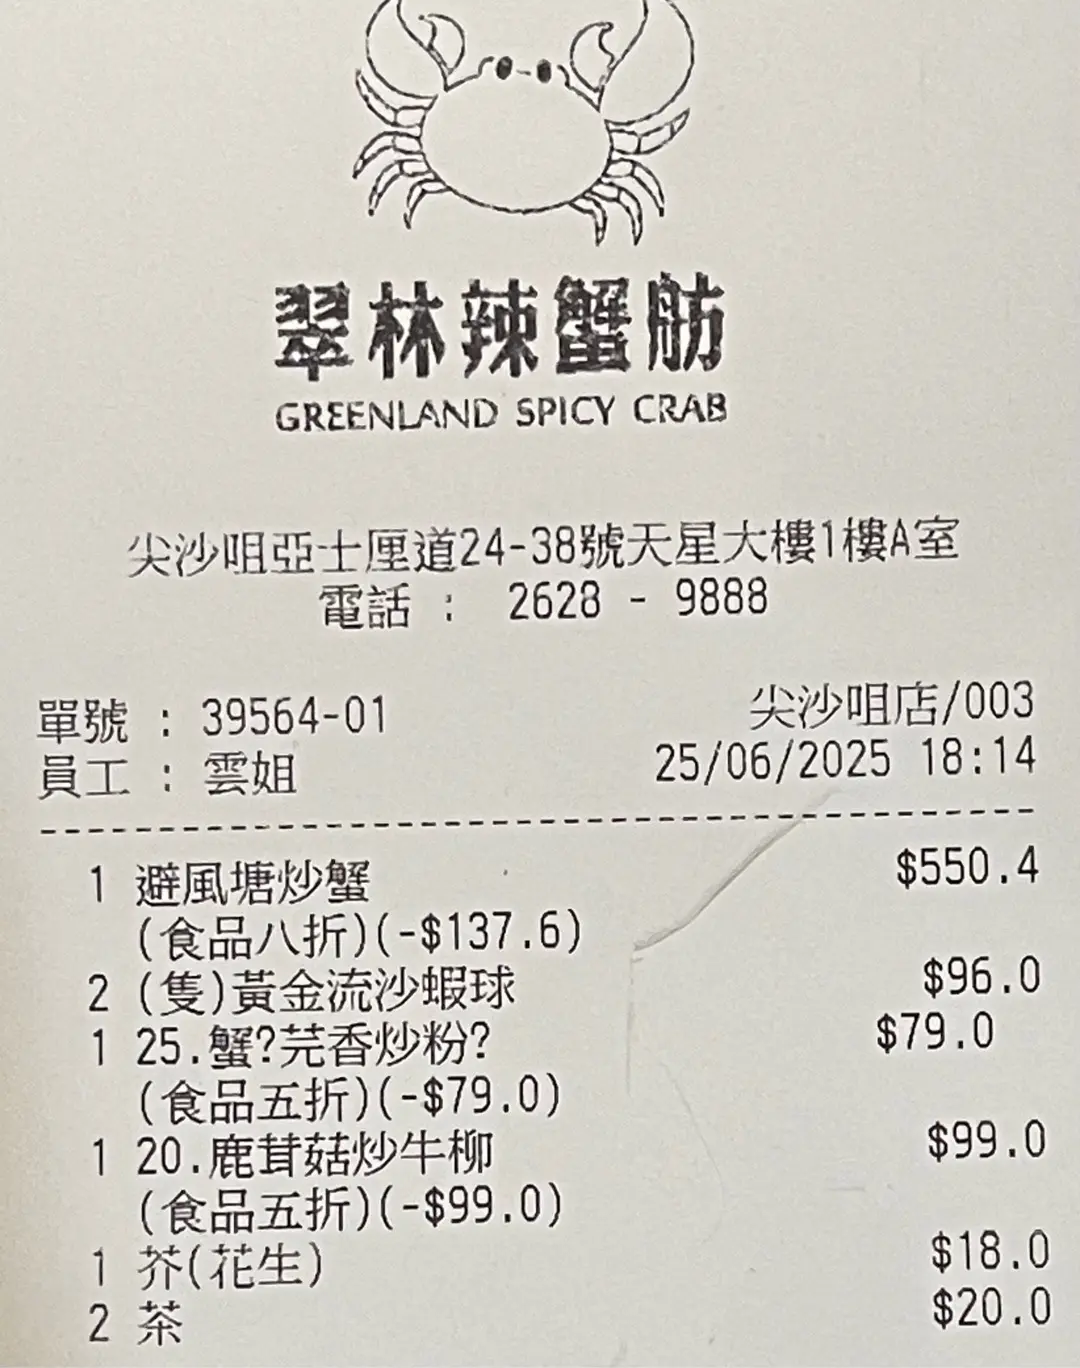 翠林辣蟹舫
GREENLAND SPICY CRAB
尖沙咀亞士厘道24-38號天星大樓1樓A室
電話 : 2628 - 9888
單號 : 39564-01 尖沙咀店/003
員工 : 雲姐 25/06/2025 18:14
1 避風塘炒蟹 $550.4
(食品八折)(-$137.6)
2 (隻)黃金流沙蝦球 $96.0
1 25.蟹?芫香炒粉? $79.0
(食品五折)(-$79.0)
1 20.鹿茸菇炒牛柳 $99.0
(食品五折)(-$99.0)
1 芥(花生) $18.0
2 茶 $20.0